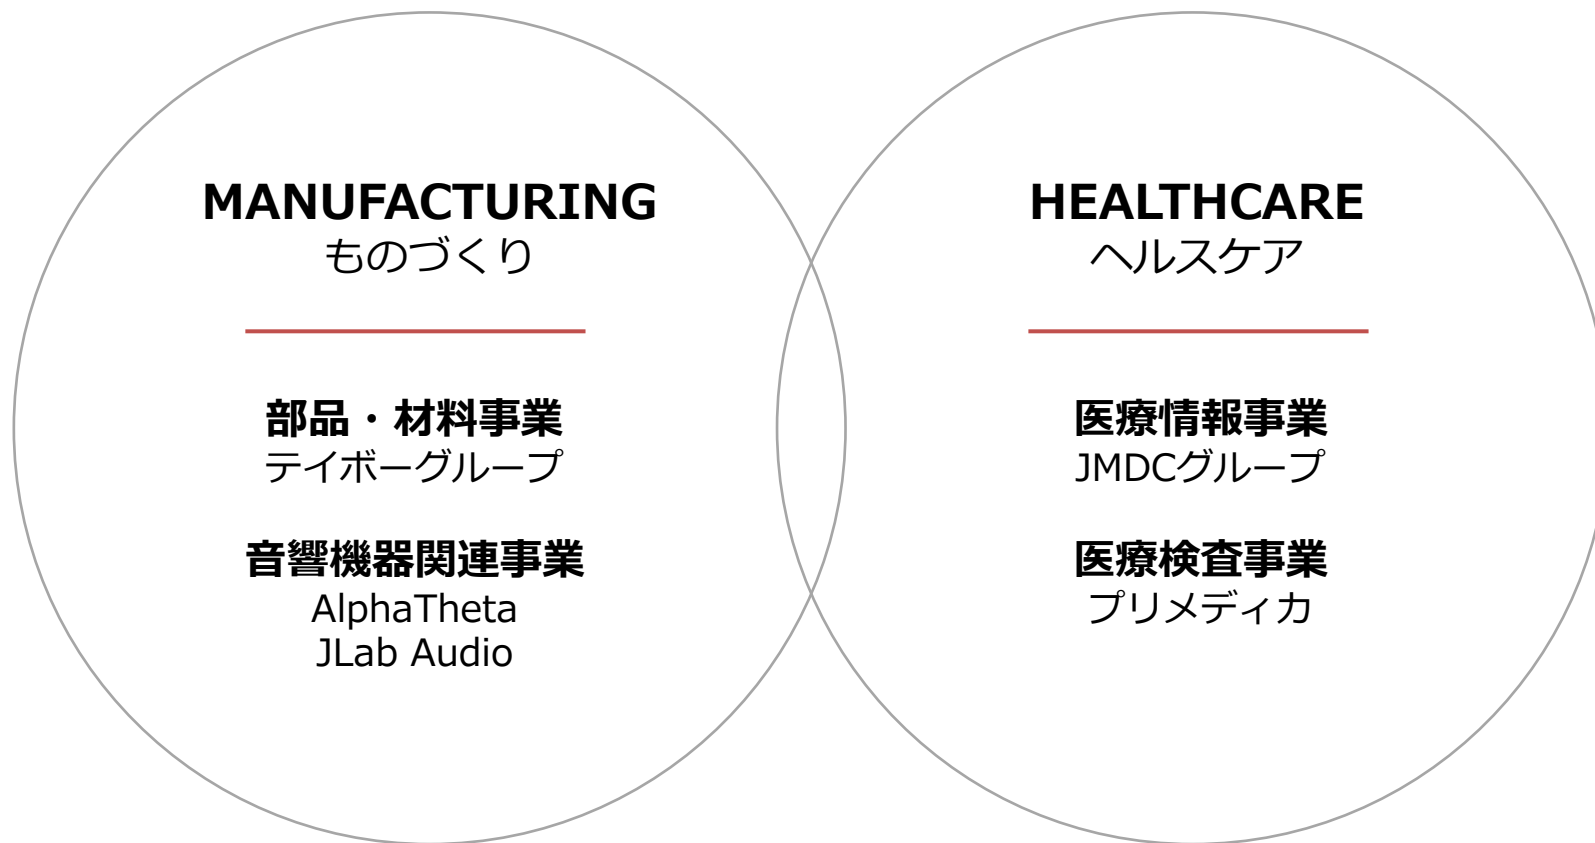 MANUFACTURING
ものづくり
部品・材料事業
テイボーグループ
音響機器関連事業
AlphaTheta
JLab Audio
HEALTHCARE
ヘルスケア
医療情報事業
JMDCグループ
医療検査事業
プリメディカ